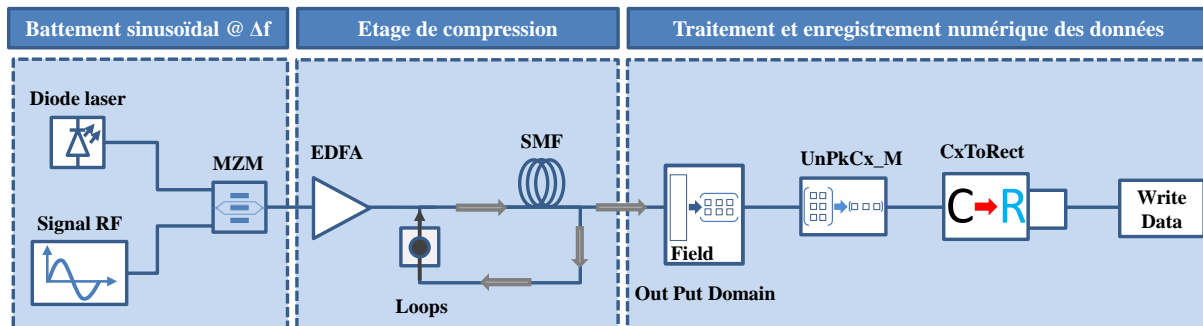 Battement sinusoïdal @ Δf
Etage de compression
Traitement et enregistrement numérique des données
Diode laser
MZM
Signal RF
EDFA
SMF
Loops
Field
Out Put Domain
UnPkCx_M
CxToRect
C
R
Write
Data